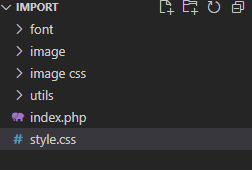 IMPORT
font
image
image css
utils
index.php
# style.css